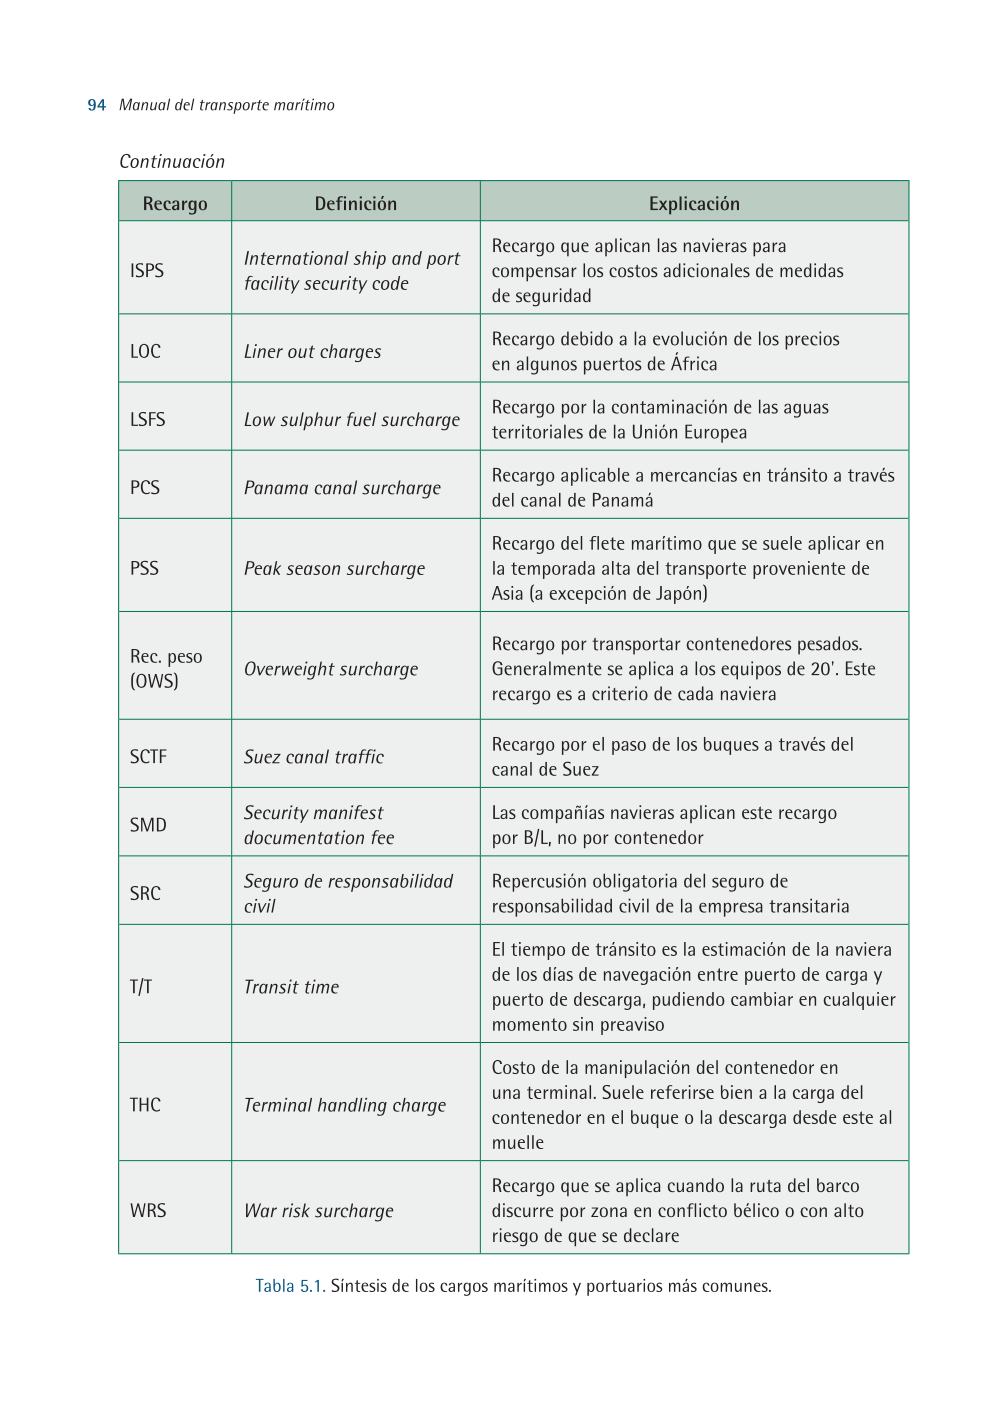 94 Manual del transporte marítimo
Continuación
Recargo Definición Explicación
ISPS
International ship and port
facility security code
Recargo que aplican las navieras para
compensar los costos adicionales de medidas
de seguridad
LOC
Liner out charges
Recargo debido a la evolución de los precios
en algunos puertos de África
LSFS
Low sulphur fuel surcharge
Recargo por la contaminación de las aguas
territoriales de la Unión Europea
PCS
Panama canal surcharge
Recargo aplicable a mercancías en tránsito a través
del canal de Panamá
PSS
Peak season surcharge
Recargo del flete marítimo que se suele aplicar en
la temporada alta del transporte proveniente de
Asia (a excepción de Japón)
Rec. peso
(OWS)
Overweight surcharge
Recargo por transportar contenedores pesados.
Generalmente se aplica a los equipos de 20'. Este
recargo es a criterio de cada naviera
SCTF
Suez canal traffic
Recargo por el paso de los buques a través del
canal de Suez
SMD
Security manifest
documentation fee
Las compañías navieras aplican este recargo
por B/L, no por contenedor
SRC
Seguro de responsabilidad
civil
Repercusión obligatoria del seguro de
responsabilidad civil de la empresa transitaria
T/T
Transit time
El tiempo de tránsito es la estimación de la naviera
de los días de navegación entre puerto de carga y
puerto de descarga, pudiendo cambiar en cualquier
momento sin preaviso
THC
Terminal handling charge
Costo de la manipulación del contenedor en
una terminal. Suele referirse bien a la carga del
contenedor en el buque o la descarga desde este al
muelle
WRS
War risk surcharge
Recargo que se aplica cuando la ruta del barco
discurre por zona en conflicto bélico o con alto
riesgo de que se declare
Tabla 5.1. Síntesis de los cargos marítimos y portuarios más comunes.